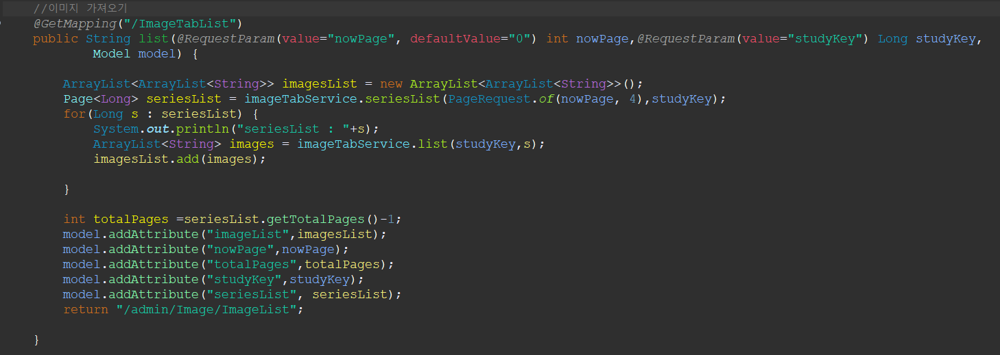 //이미지 가져오기
@GetMapping("/ImageTabList")
public String list(@RequestParam(value="nowPage", defaultValue="0") int nowPage,@RequestParam(value="studyKey") Long studyKey,
Model model) {
ArrayList<ArrayList<String>> imagesList = new ArrayList<ArrayList<String>>();
Page<Long> seriesList = imageTabService.seriesList(PageRequest.of(nowPage, 4),studyKey);
for(Long s : seriesList) {
System.out.println("seriesList : "+s);
ArrayList<String> images = imageTabService.list(studyKey,s);
imagesList.add(images);
}
int totalPages =seriesList.getTotalPages()-1;
model.addAttribute("imageList",imagesList);
model.addAttribute("nowPage",nowPage);
model.addAttribute("totalPages",totalPages);
model.addAttribute("studyKey",studyKey);
model.addAttribute("seriesList", seriesList);
return "/admin/Image/ImageList";
}